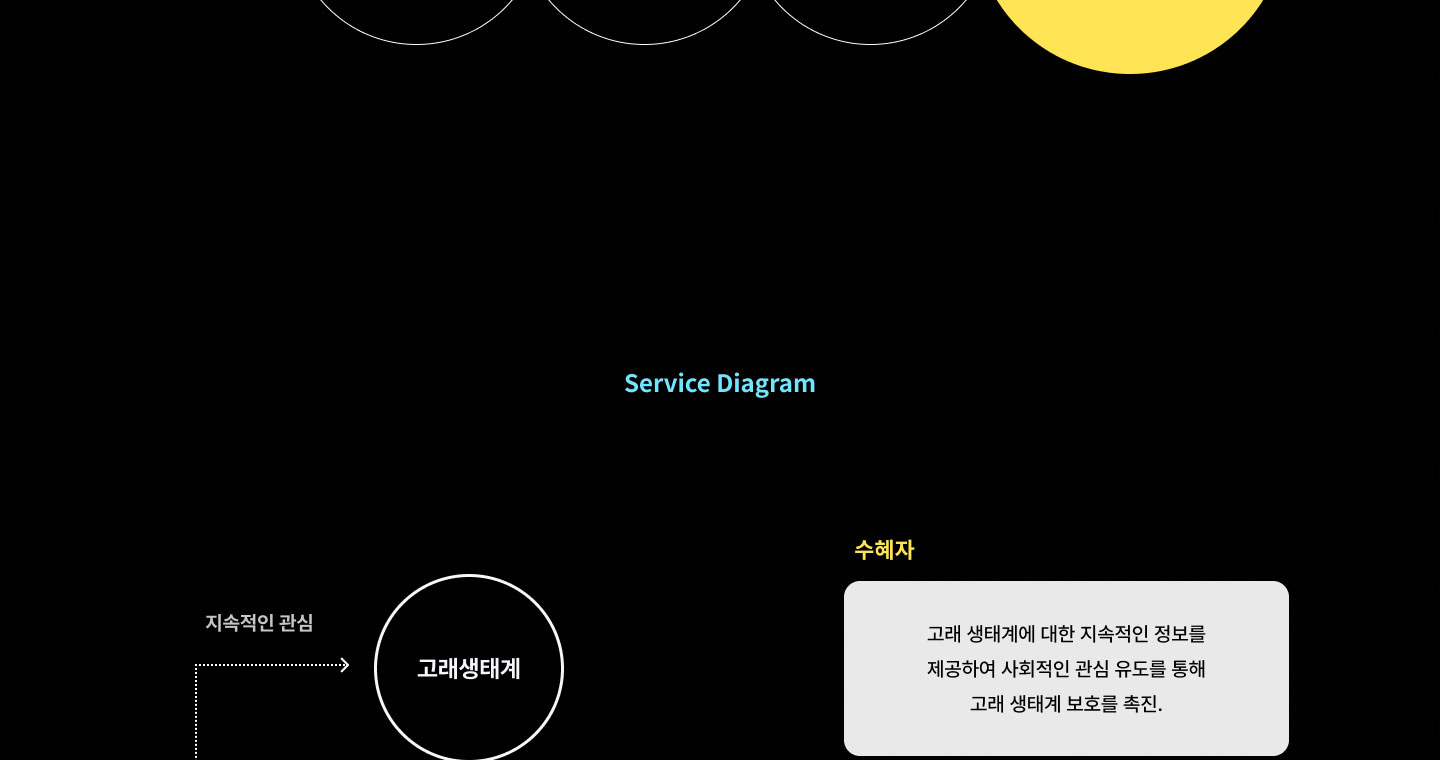 Service Diagram
수혜자
지속적인 관심
고래생태계
고래 생태계에 대한 지속적인 정보를
제공하여 사회적인 관심 유도를 통해
고래 생태계 보호를 촉진.